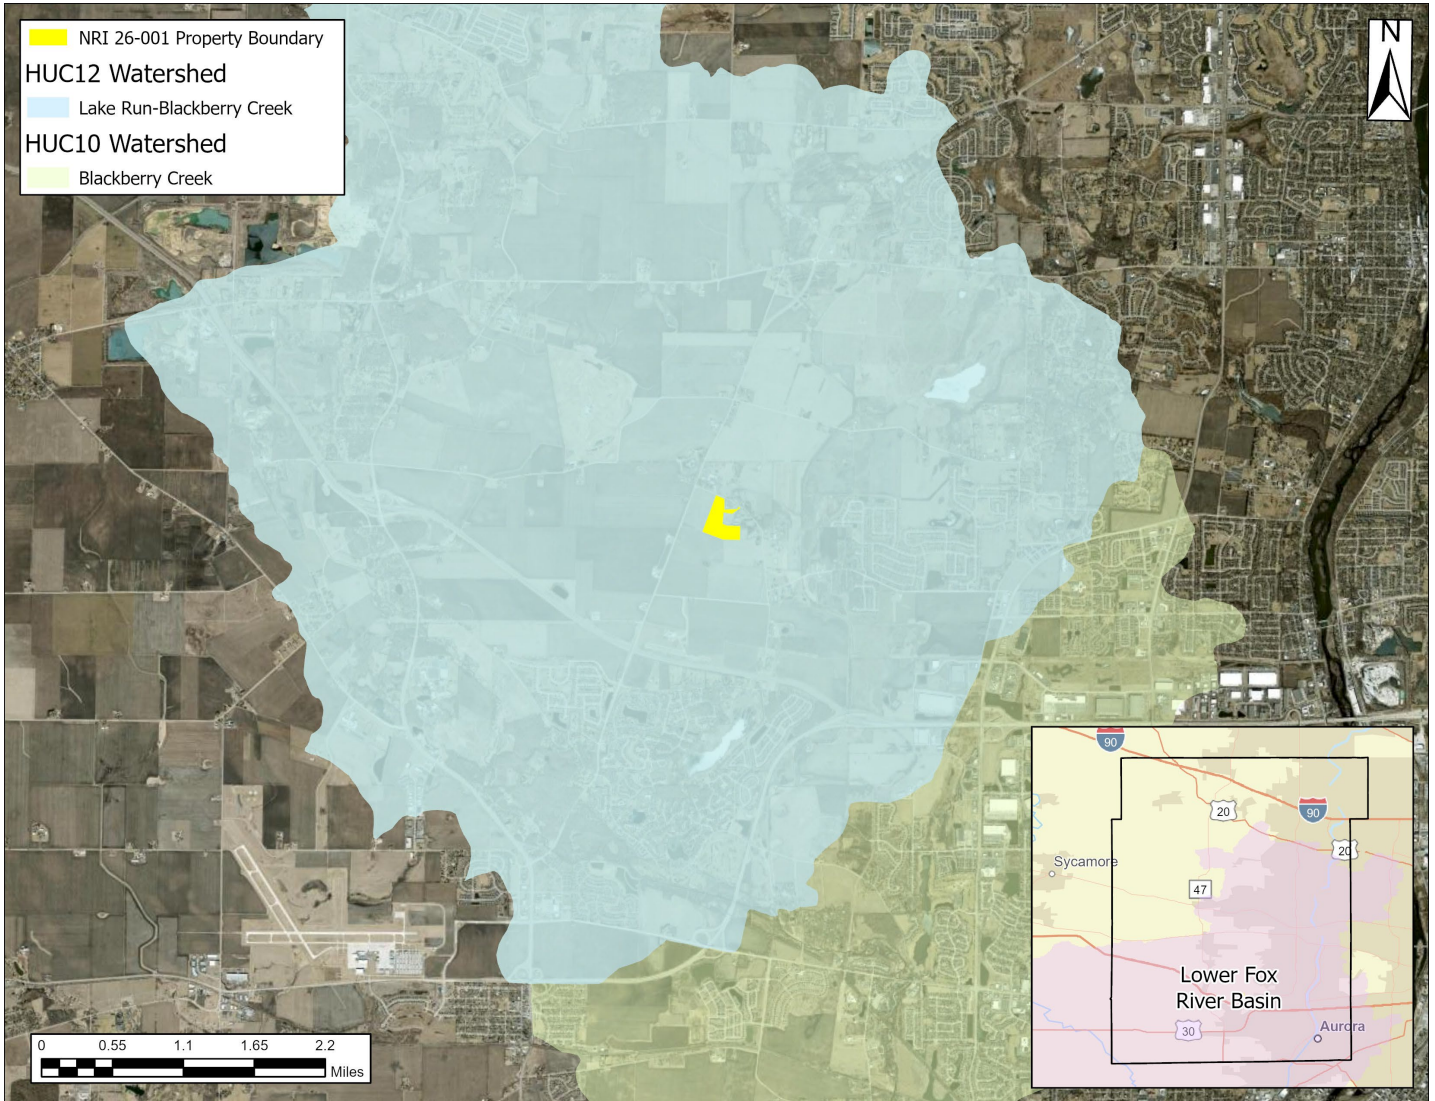 NRI 26-001 Property Boundary
HUC12 Watershed
Lake Run-Blackberry Creek
HUC10 Watershed
Blackberry Creek
N
90
20
90
20
Sycamore
47
Lower Fox
River Basin
30
Aurora
0 0.55 1.1 1.65 2.2
Miles